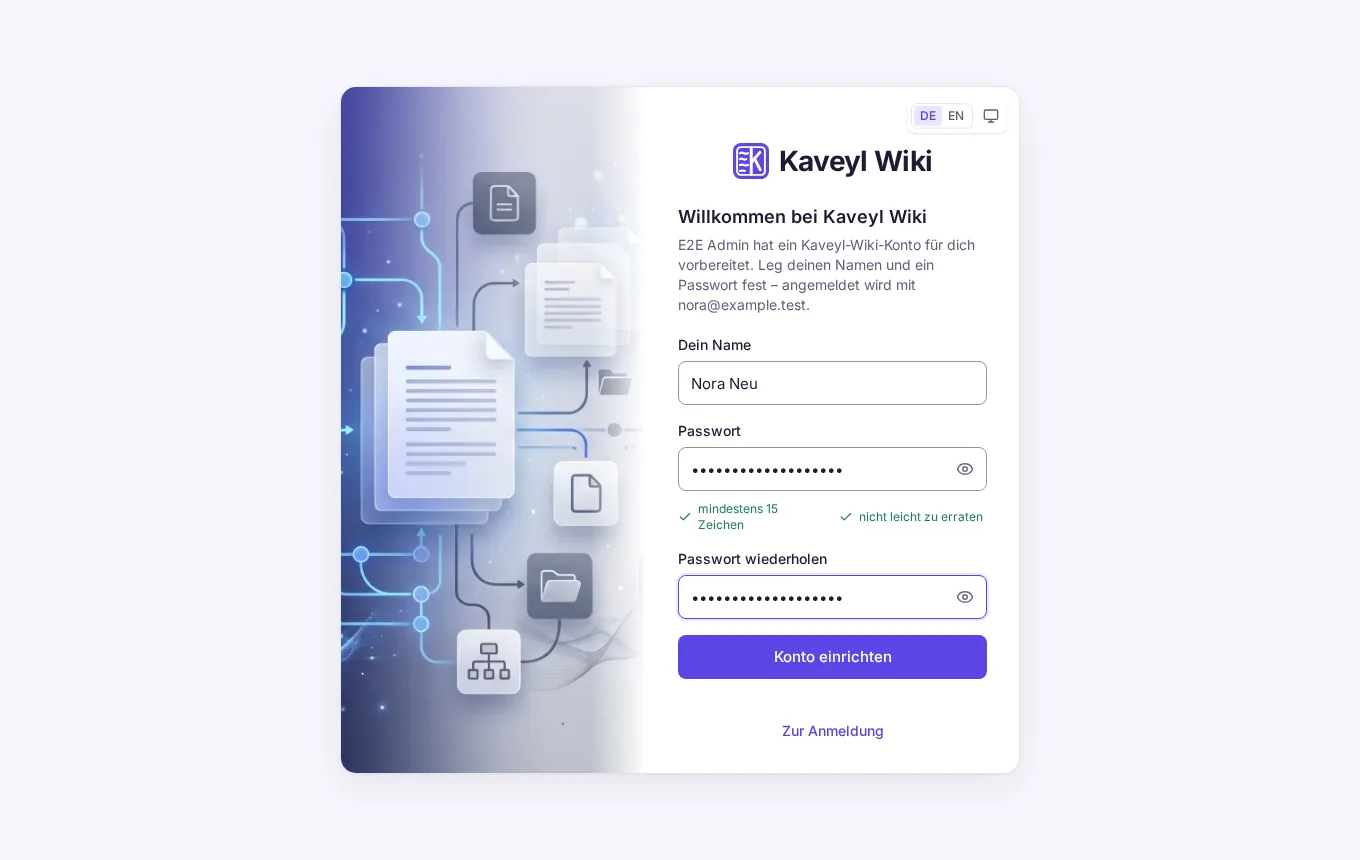 DE EN
Kaveyl Wiki
Willkommen bei Kaveyl Wiki
E2E Admin hat ein Kaveyl-Wiki-Konto für dich
vorbereitet. Leg deinen Namen und ein
Passwort fest – angemeldet wird mit
nora@example.test.
Dein Name
Nora Neu
Passwort
•••••••••••••••••••
mindestens 15
Zeichen
nicht leicht zu erraten
Passwort wiederholen
•••••••••••••••••••
Konto einrichten
Zur Anmeldung